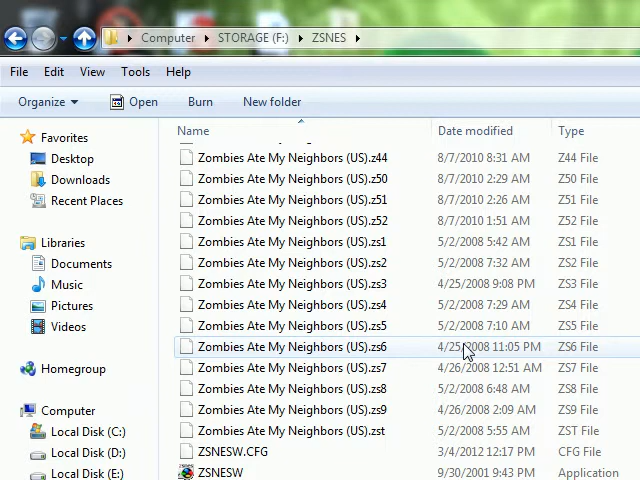 Computer ▸ STORAGE (F:) ▸ ZSNES ▸
File Edit View Tools Help
Organize Open Burn New folder
Name Date modified Type
Favorites
Desktop
Downloads
Recent Places
Libraries
Documents
Music
Pictures
Videos
Homegroup
Computer
Local Disk (C:)
Local Disk (D:)
Local Disk (E:)
Zombies Ate My Neighbors (US).z44 8/7/2010 8:31 AM Z44 File
Zombies Ate My Neighbors (US).z50 8/7/2010 2:29 AM Z50 File
Zombies Ate My Neighbors (US).z51 8/7/2010 2:26 AM Z51 File
Zombies Ate My Neighbors (US).z52 8/7/2010 1:51 AM Z52 File
Zombies Ate My Neighbors (US).zs1 5/2/2008 5:42 AM ZS1 File
Zombies Ate My Neighbors (US).zs2 5/2/2008 7:32 AM ZS2 File
Zombies Ate My Neighbors (US).zs3 4/25/2008 9:08 PM ZS3 File
Zombies Ate My Neighbors (US).zs4 5/2/2008 7:29 AM ZS4 File
Zombies Ate My Neighbors (US).zs5 5/2/2008 7:10 AM ZS5 File
Zombies Ate My Neighbors (US).zs6 4/25/2008 11:05 PM ZS6 File
Zombies Ate My Neighbors (US).zs7 4/26/2008 12:51 AM ZS7 File
Zombies Ate My Neighbors (US).zs8 5/2/2008 6:48 AM ZS8 File
Zombies Ate My Neighbors (US).zs9 4/26/2008 2:09 AM ZS9 File
Zombies Ate My Neighbors (US).zst 5/2/2008 5:55 AM ZST File
ZSNESW.CFG 3/4/2012 12:17 PM CFG File
ZSNESW 9/30/2001 9:43 PM Application